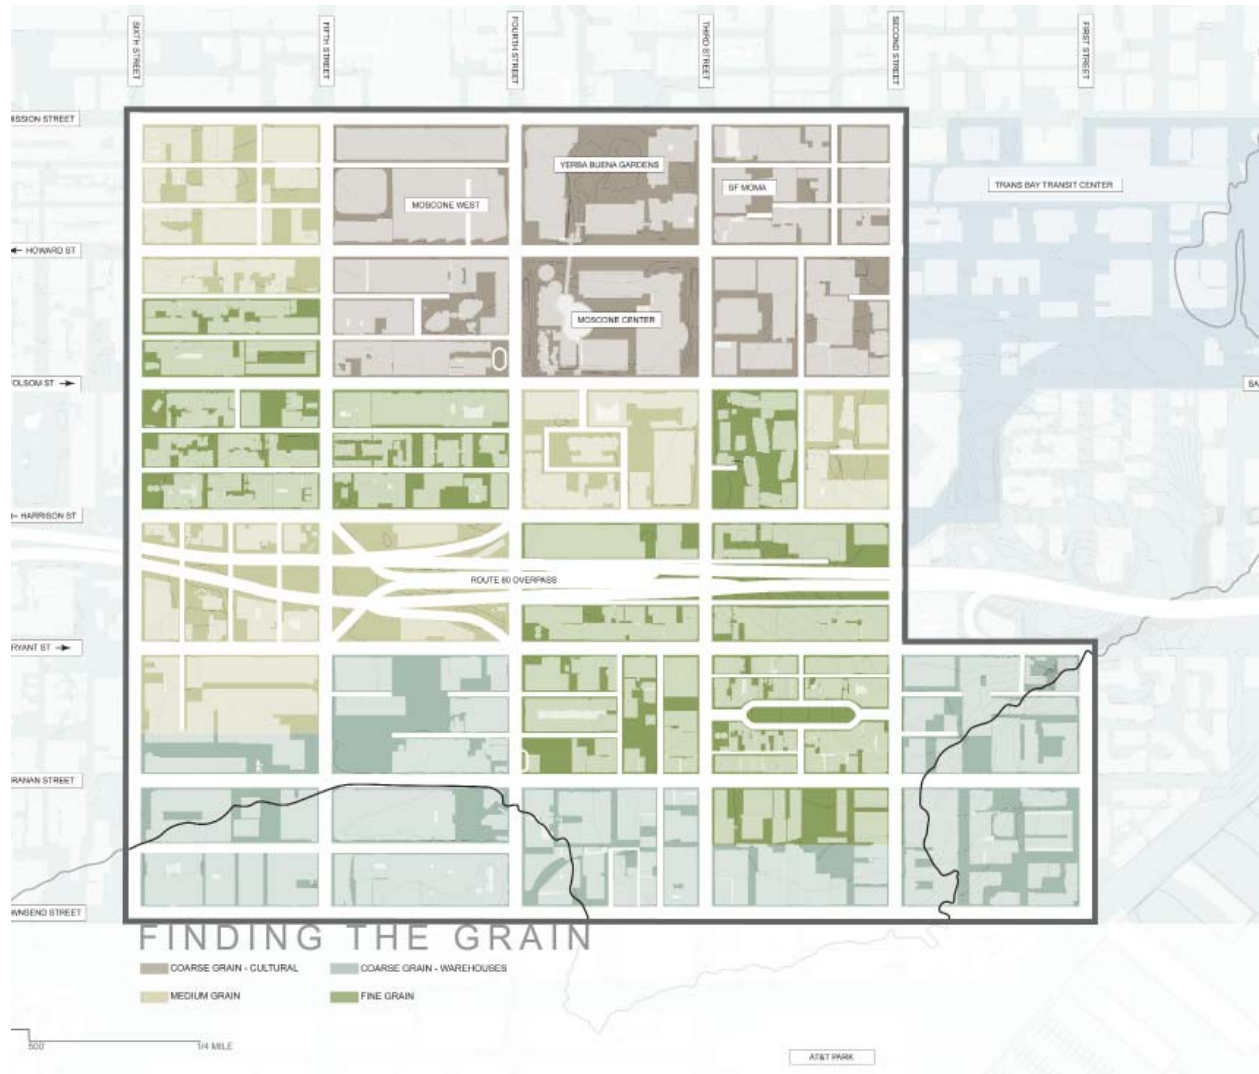 SIXTH STREET
FIFTH STREET
FOURTH STREET
THIRD STREET
SECOND STREET
FIRST STREET
ISSION STREET
YERBA BUENA GARDENS
SF MOMA
TRANS BAY TRANSIT CENTER
MOSCONE WEST
← HOWARD ST
MOSCONE CENTER
OLSOM ST →
SA
HARRISON ST
ROUTE 80 OVERPASS
RYANT ST →
RANAN STREET
WNSEND STREET
FINDING THE GRAIN
COARSE GRAIN - CULTURAL
COARSE GRAIN - WAREHOUSES
MEDIUM GRAIN
FINE GRAIN
500'
1/4 MILE
AT&T PARK